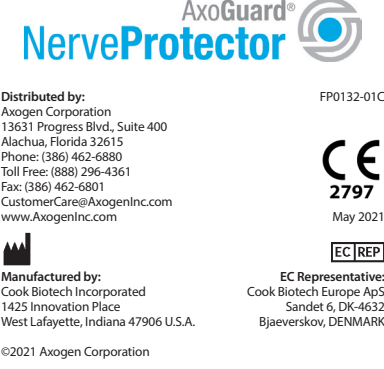 AxoGuard®
NerveProtector
Distributed by:
Axogen Corporation
13631 Progress Blvd., Suite 400
Alachua, Florida 32615
Phone: (386) 462-6880
Toll Free: (888) 296-4361
Fax: (386) 462-6801
CustomerCare@AxogenInc.com
www.AxogenInc.com
FP0132-01C
CE
2797
May 2021
Manufactured by:
Cook Biotech Incorporated
1425 Innovation Place
West Lafayette, Indiana 47906 U.S.A.
EC REP
EC Representative:
Cook Biotech Europe ApS
Sandet 6, DK-4632
Bjaeverskov, DENMARK
©2021 Axogen Corporation